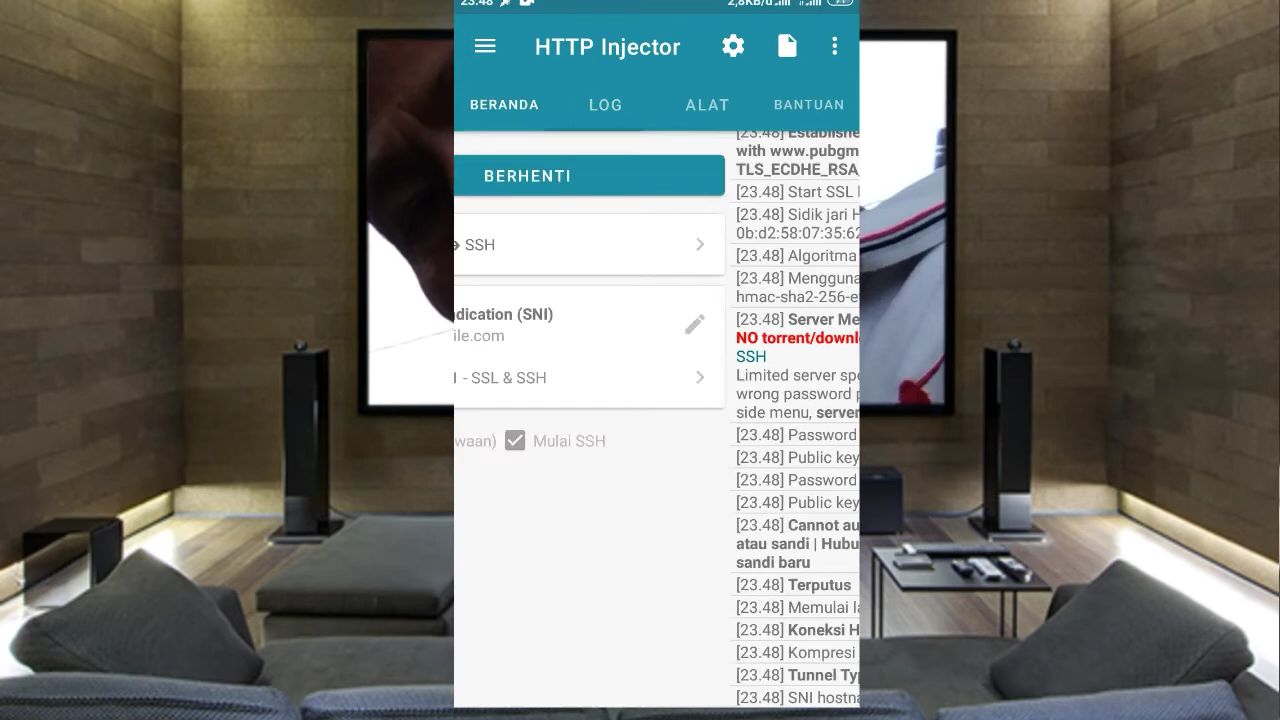 23.48 2,8KB/d
HTTP Injector
BERANDA LOG ALAT BANTUAN
BERHENTI
SSH
dication (SNI)
ile.com
- SSL & SSH
waan) Mulai SSH
[23.48] Establishe
with www.pubgm
TLS_ECDHE_RSA
[23.48] Start SSL
[23.48] Sidik jari H
0b:d2:58:07:35:62
[23.48] Algoritma
[23.48] Mengguna
hmac-sha2-256-e
[23.48] Server Me
NO torrent/downl
SSH
Limited server spe
wrong password p
side menu, server
[23.48] Password
[23.48] Public key
[23.48] Password
[23.48] Public key
[23.48] Cannot au
atau sandi | Hubu
sandi baru
[23.48] Terputus
[23.48] Memulai la
[23.48] Koneksi H
[23.48] Kompresi
[23.48] Tunnel Typ
[23.48] SNI hostna